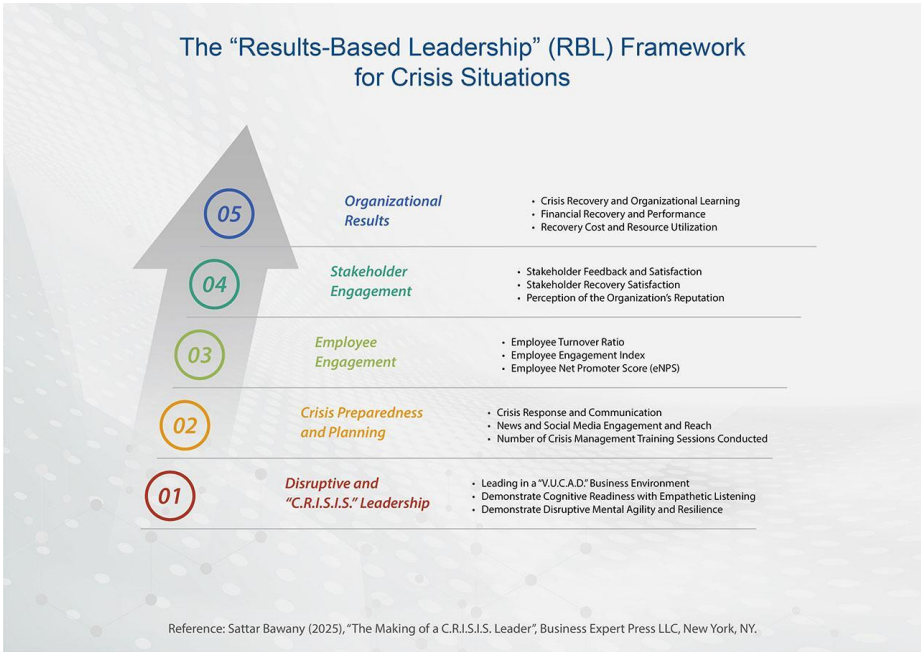 The “Results-Based Leadership” (RBL) Framework
for Crisis Situations
05
Organizational
Results
• Crisis Recovery and Organizational Learning
• Financial Recovery and Performance
• Recovery Cost and Resource Utilization
04
Stakeholder
Engagement
• Stakeholder Feedback and Satisfaction
• Stakeholder Recovery Satisfaction
• Perception of the Organization’s Reputation
03
Employee
Engagement
• Employee Turnover Ratio
• Employee Engagement Index
• Employee Net Promoter Score (eNPS)
02
Crisis Preparedness
and Planning
• Crisis Response and Communication
• News and Social Media Engagement and Reach
• Number of Crisis Management Training Sessions Conducted
01
Disruptive and
“C.R.I.S.I.S.” Leadership
• Leading in a “V.U.C.A.D.” Business Environment
• Demonstrate Cognitive Readiness with Empathetic Listening
• Demonstrate Disruptive Mental Agility and Resilience
Reference: Sattar Bawany (2025), “The Making of a C.R.I.S.I.S. Leader”, Business Expert Press LLC, New York, NY.